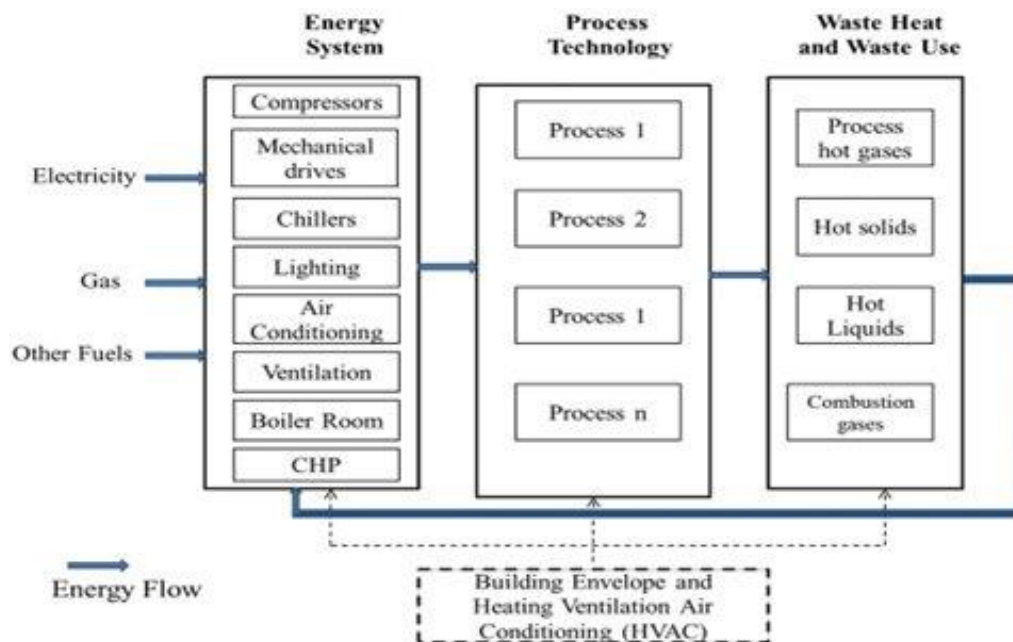 Energy
System
Process
Technology
Waste Heat
and Waste Use
Electricity
Gas
Other Fuels
Compressors
Mechanical
drives
Chillers
Lighting
Air
Conditioning
Ventilation
Boiler Room
CHP
Process 1
Process 2
Process 1
Process n
Process
hot gases
Hot solids
Hot
Liquids
Combustion
gases
Energy Flow
Building Envelope and
Heating Ventilation Air
Conditioning (HVAC)